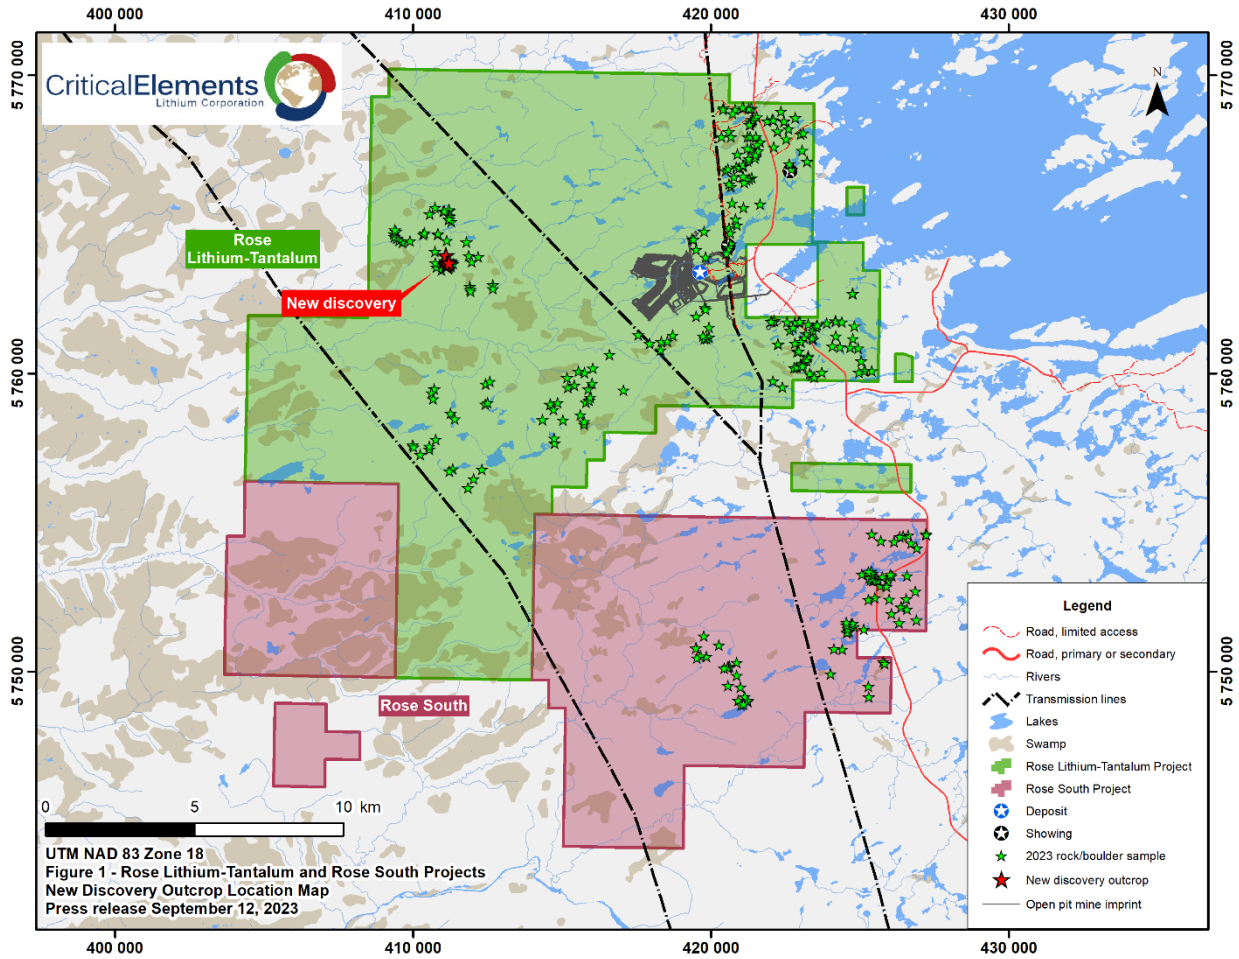 400 000
410 000
420 000
430 000
5 770 000
5 770 000
CriticalElements
Lithium Corporation
N
Rose
Lithium-Tantalum
New discovery
5 760 000
5 760 000
5 750 000
5 750 000
Rose South
0 5 10 km
UTM NAD 83 Zone 18
Figure 1 - Rose Lithium-Tantalum and Rose South Projects
New Discovery Outcrop Location Map
Press release September 12, 2023
Legend
Road, limited access
Road, primary or secondary
Rivers
Transmission lines
Lakes
Swamp
Rose Lithium-Tantalum Project
Rose South Project
Deposit
Showing
2023 rock/boulder sample
New discovery outcrop
Open pit mine imprint
400 000
410 000
420 000
430 000